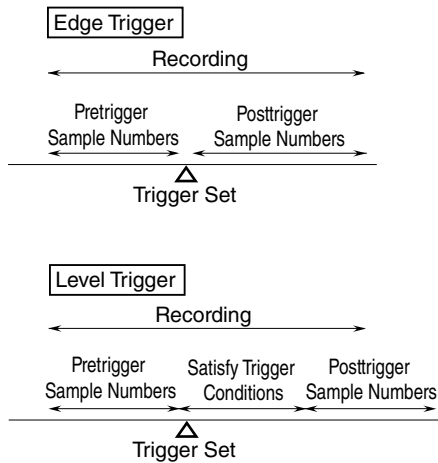 Edge Trigger
Recording
Pretrigger
Sample Numbers
Posttrigger
Sample Numbers
Trigger Set
Level Trigger
Recording
Pretrigger
Sample Numbers
Satisfy Trigger
Conditions
Posttrigger
Sample Numbers
Trigger Set